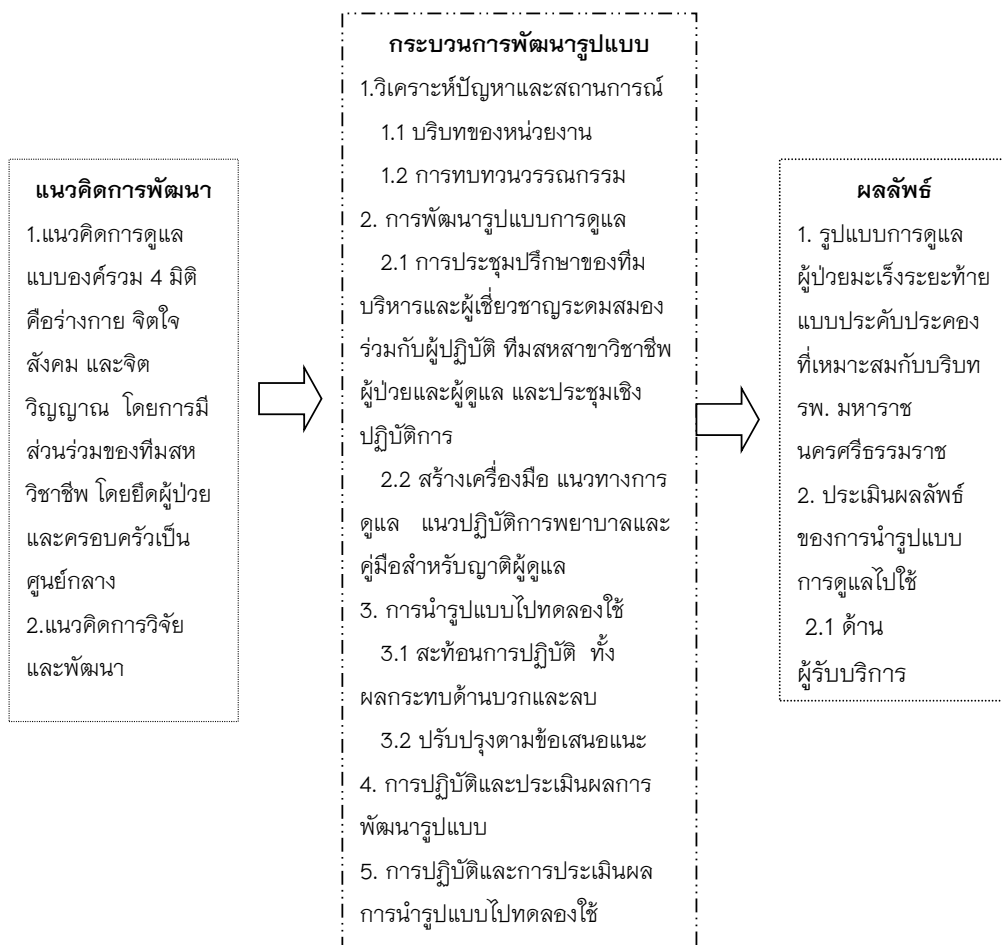 แนวคิดการพัฒนา
1.แนวคิดการดูแล
แบบองค์รวม 4 มิติ
คือร่างกาย จิตใจ
สังคม และจิต
วิญญาณ โดยการมี
ส่วนร่วมของทีมสห
วิชาชีพ โดยยึดผู้ป่วย
และครอบครัวเป็น
ศูนย์กลาง
2.แนวคิดการวิจัย
และพัฒนา
กระบวนการพัฒนารูปแบบ
1.วิเคราะห์ปัญหาและสถานการณ์
1.1 บริบทของหน่วยงาน
1.2 การทบทวนวรรณกรรม
2. การพัฒนารูปแบบการดูแล
2.1 การประชุมปรึกษาของทีม
บริหารและผู้เชี่ยวชาญระดมสมอง
ร่วมกับผู้ปฏิบัติ ทีมสหสาขาวิชาชีพ
ผู้ป่วยและผู้ดูแล และประชุมเชิง
ปฏิบัติการ
2.2 สร้างเครื่องมือ แนวทางการ
ดูแล แนวปฏิบัติการพยาบาลและ
คู่มือสำหรับญาติผู้ดูแล
3. การนำรูปแบบไปทดลองใช้
3.1 สะท้อนการปฏิบัติ ทั้ง
ผลกระทบด้านบวกและลบ
3.2 ปรับปรุงตามข้อเสนอแนะ
4. การปฏิบัติและประเมินผลการ
พัฒนารูปแบบ
5. การปฏิบัติและการประเมินผล
การนำรูปแบบไปทดลองใช้
ผลลัพธ์
1. รูปแบบการดูแล
ผู้ป่วยมะเร็งระยะท้าย
แบบประคับประคอง
ที่เหมาะสมกับบริบท
รพ. มหาราช
นครศรีธรรมราช
2. ประเมินผลลัพธ์
ของการนำรูปแบบ
การดูแลไปใช้
2.1 ด้าน
ผู้รับบริการ